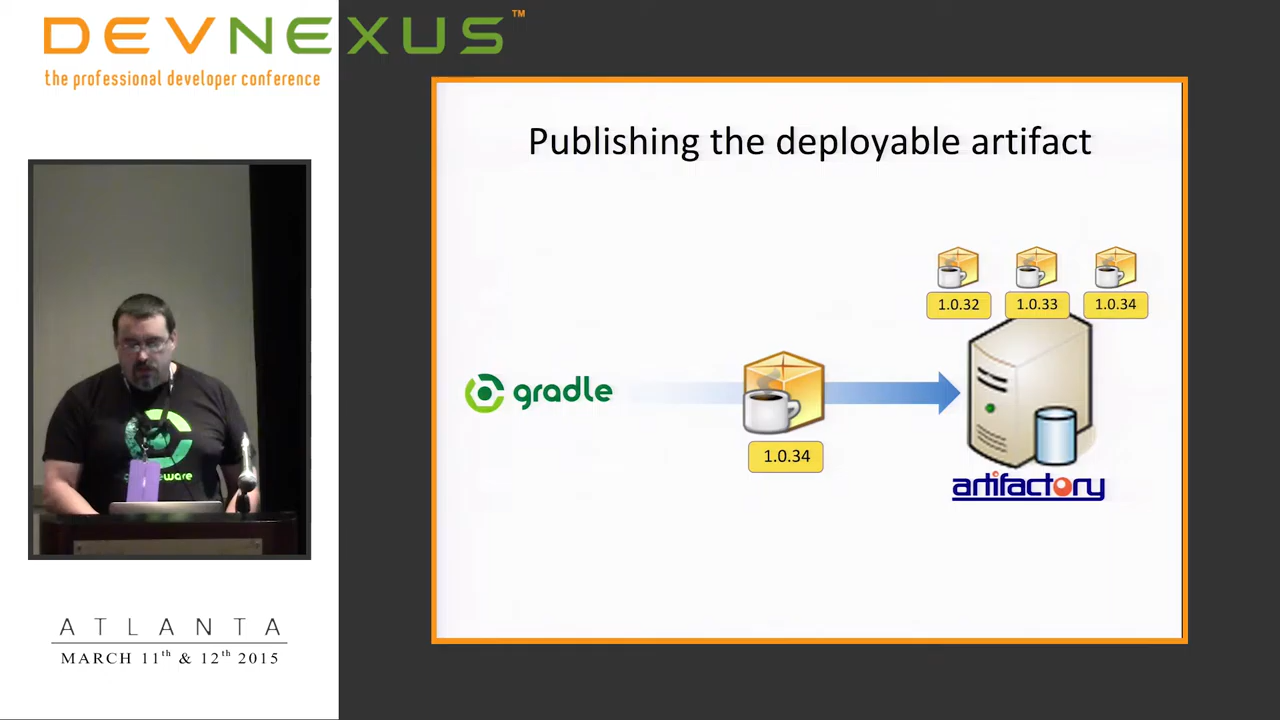 DEVNEXUS™
the professional developer conference
Publishing the deployable artifact
1.0.32
1.0.33
1.0.34
gradle
1.0.34
artifactory
ATLANTA
MARCH 11th & 12th 2015